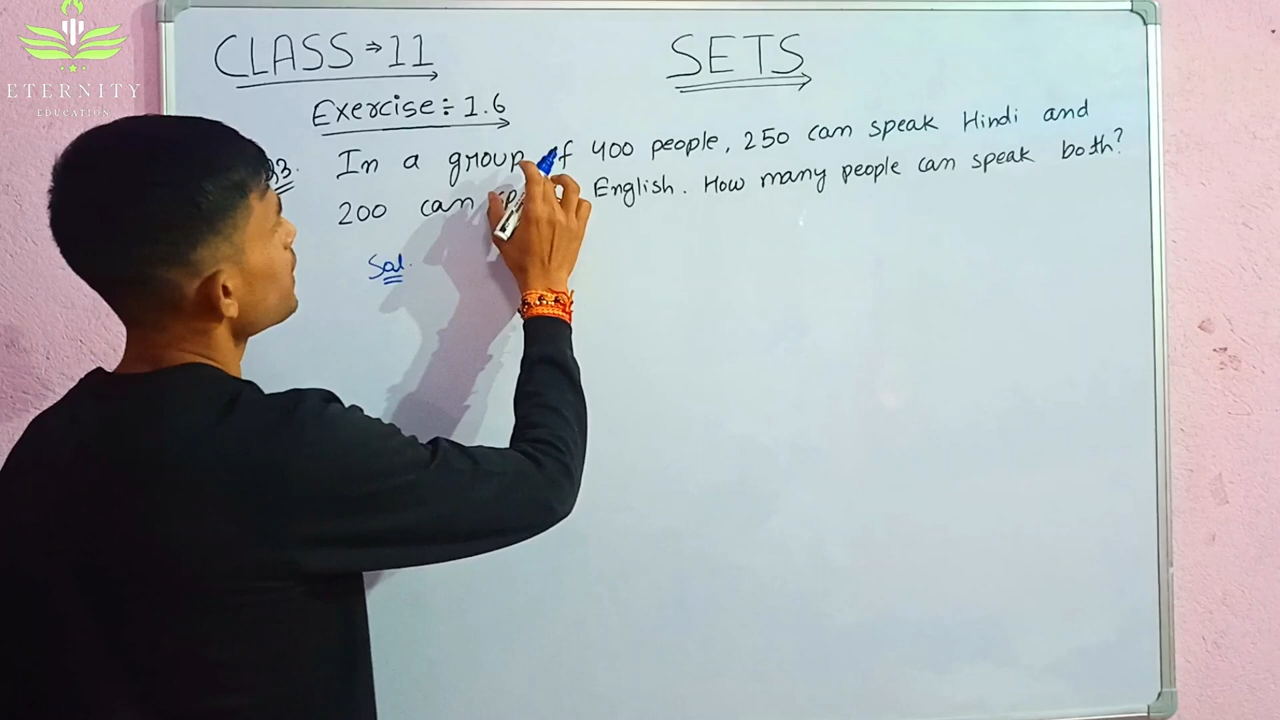 ETERNITY
EDUCATION
CLASS ⇒ 11
SETS
Exercise ÷ 1.6
Q3. In a group of 400 people, 250 can speak Hindi and
200 can English. How many people can speak both?
Sol.